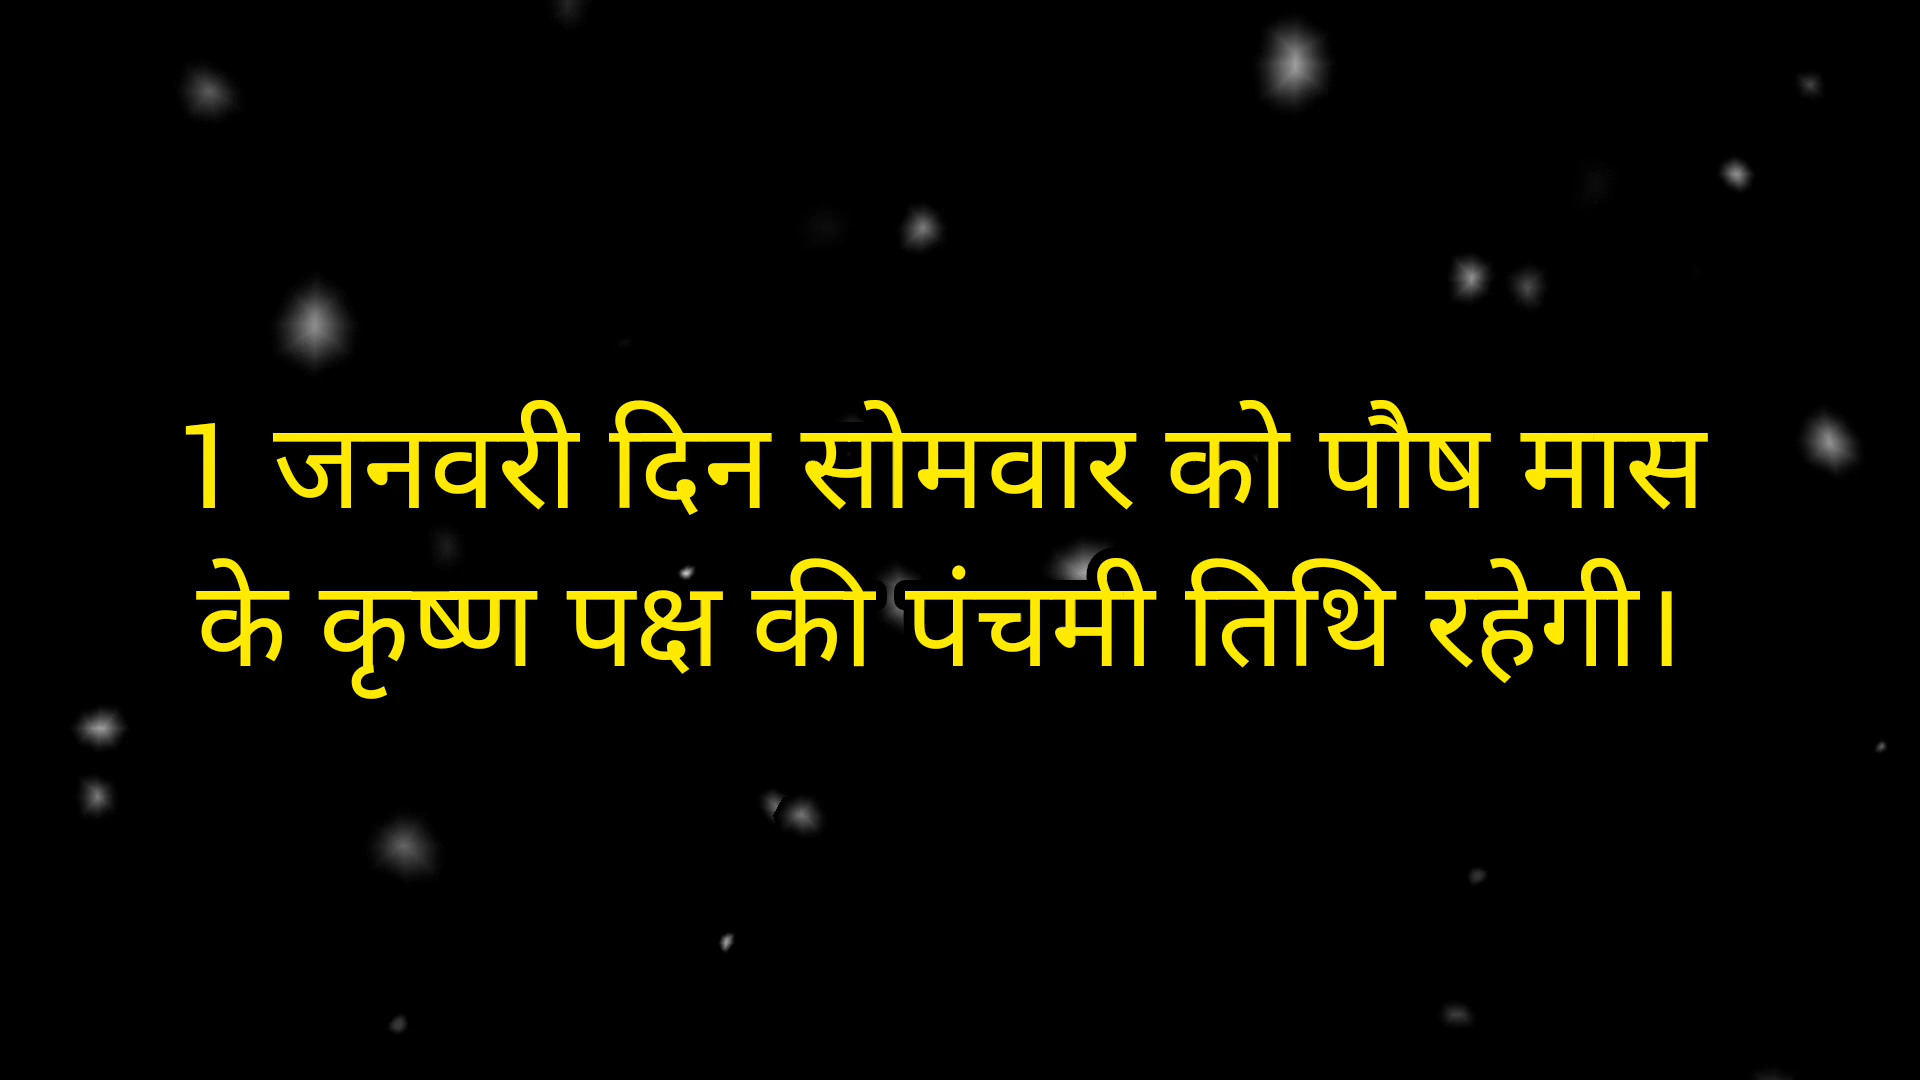 1 जनवरी दिन सोमवार को पौष मास
के कृष्ण पक्ष की पंचमी तिथि रहेगी।